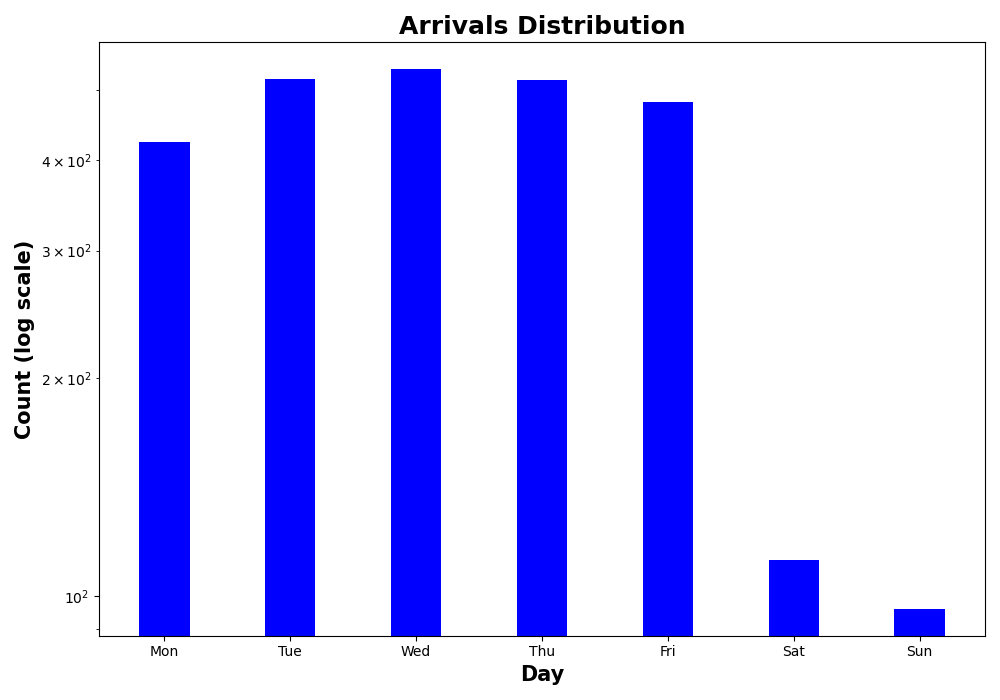 Arrivals Distribution
Count (log scale)
4 × 10²
3 × 10²
2 × 10²
10²
Mon Tue Wed Thu Fri Sat Sun
Day